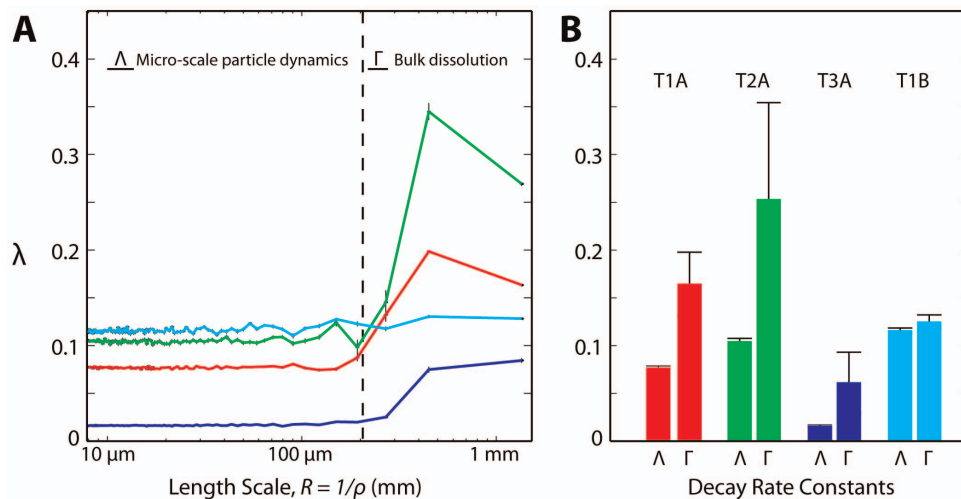 A
0.4
Λ Micro-scale particle dynamics
Γ Bulk dissolution
0.3
λ
0.2
0.1
0
10 μm
100 μm
1 mm
Length Scale, R = 1/ρ (mm)
B
0.4
T1A T2A T3A T1B
0.3
0.2
0.1
0
Λ Γ Λ Γ Λ Γ Λ Γ
Decay Rate Constants